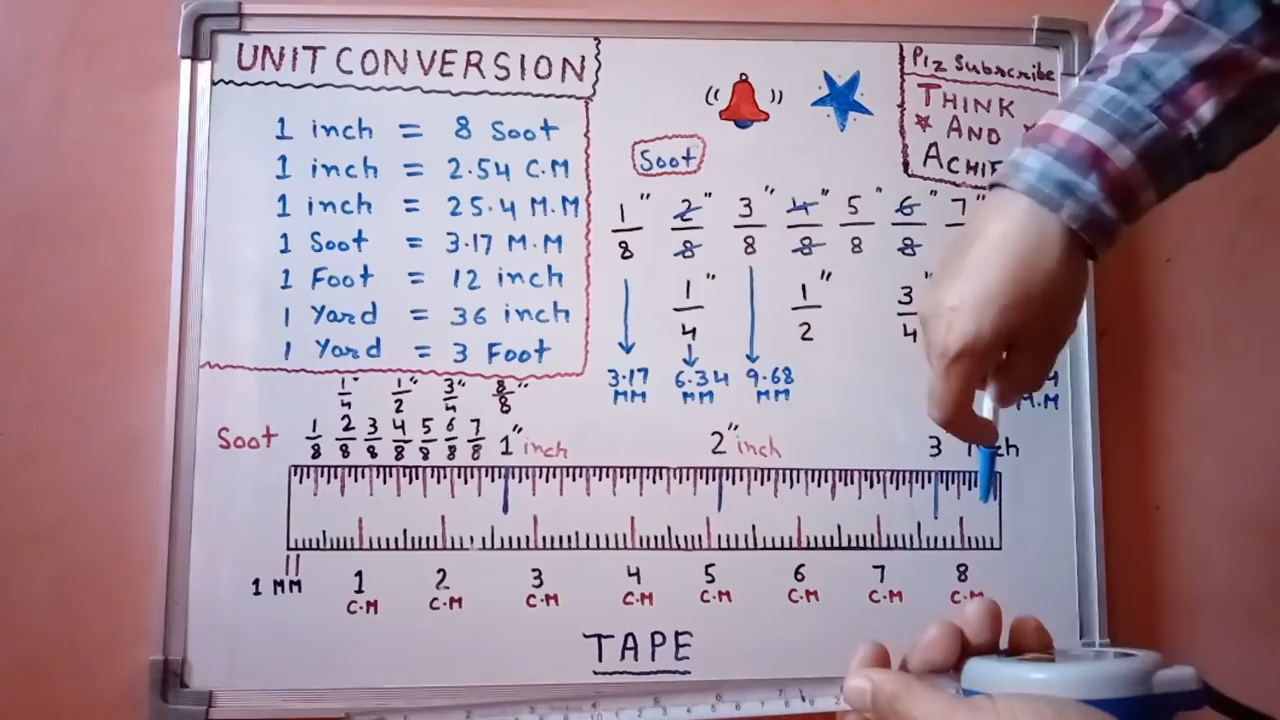 UNIT CONVERSION
1 inch = 8 Soot
1 inch = 2.54 C.M
1 inch = 25.4 M.M
1 Soot = 3.17 M.M
1 Foot = 12 inch
1 Yard = 36 inch
1 Yard = 3 Foot
Plz Subscribe
THINK
AND
Soot
1/8" 2/8" 3/8" 4/8" 5/8" 6/8" 7"
1/4" 1/2" 3/4"
3.17 6.34 9.68
MM MM MM
M.M
1/4" 1/2" 3/4" 8/8"
Soot 1/8 2/8 3/8 4/8 5/8 6/8 7/8 1" inch 2" inch 3
1 MM 1 2 3 4 5 6 7 8
C.M C.M C.M C.M C.M C.M C.M C.M
TAPE